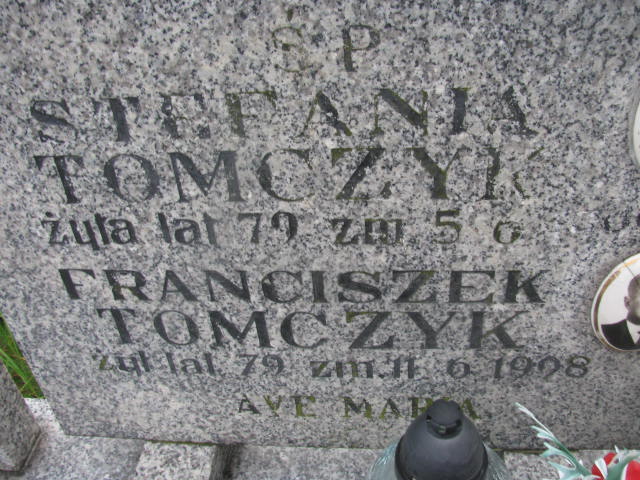 Ś P
STEFANIA
TOMCZYK
żyła lat 79 zm. 5 6
FRANCISZEK
TOMCZYK
żył lat 79 zm. 11. 6 1998
AVE MARIA